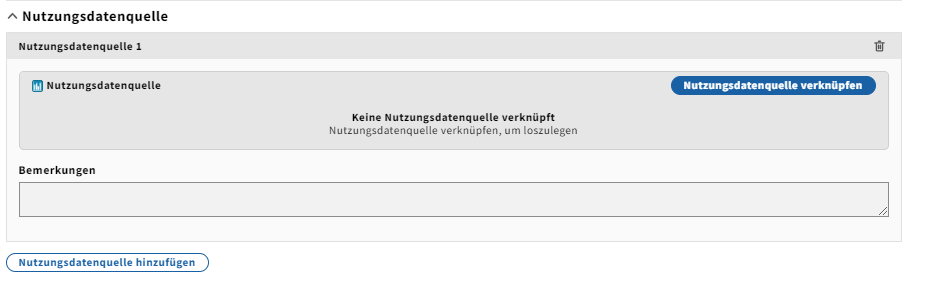 Nutzungsdatenquelle
Nutzungsdatenquelle 1
Nutzungsdatenquelle
Nutzungsdatenquelle verknüpfen
Keine Nutzungsdatenquelle verknüpft
Nutzungsdatenquelle verknüpfen, um loszulegen
Bemerkungen
Nutzungsdatenquelle hinzufügen